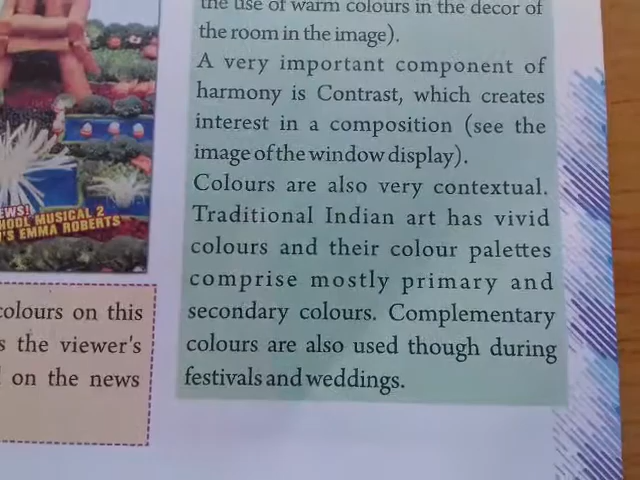 EWS!
HOOL MUSICAL 2
'S EMMA ROBERTS
colours on this
s the viewer's
on the news
the use of warm colours in the decor of
the room in the image).
A very important component of
harmony is Contrast, which creates
interest in a composition (see the
image of the window display).
Colours are also very contextual.
Traditional Indian art has vivid
colours and their colour palettes
comprise mostly primary and
secondary colours. Complementary
colours are also used though during
festivals and weddings.